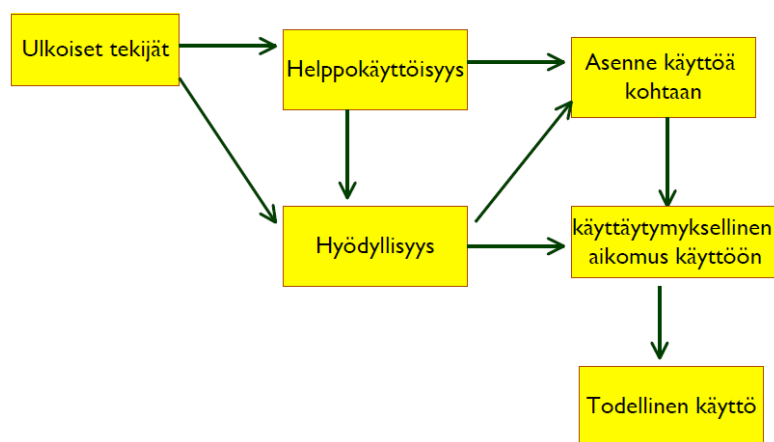 Ulkoiset tekijät
Helppokäyttöisyys
Asenne käyttöä
kohtaan
Hyödyllisyys
käyttäytymyksellinen
aikomus käyttöön
Todellinen käyttö